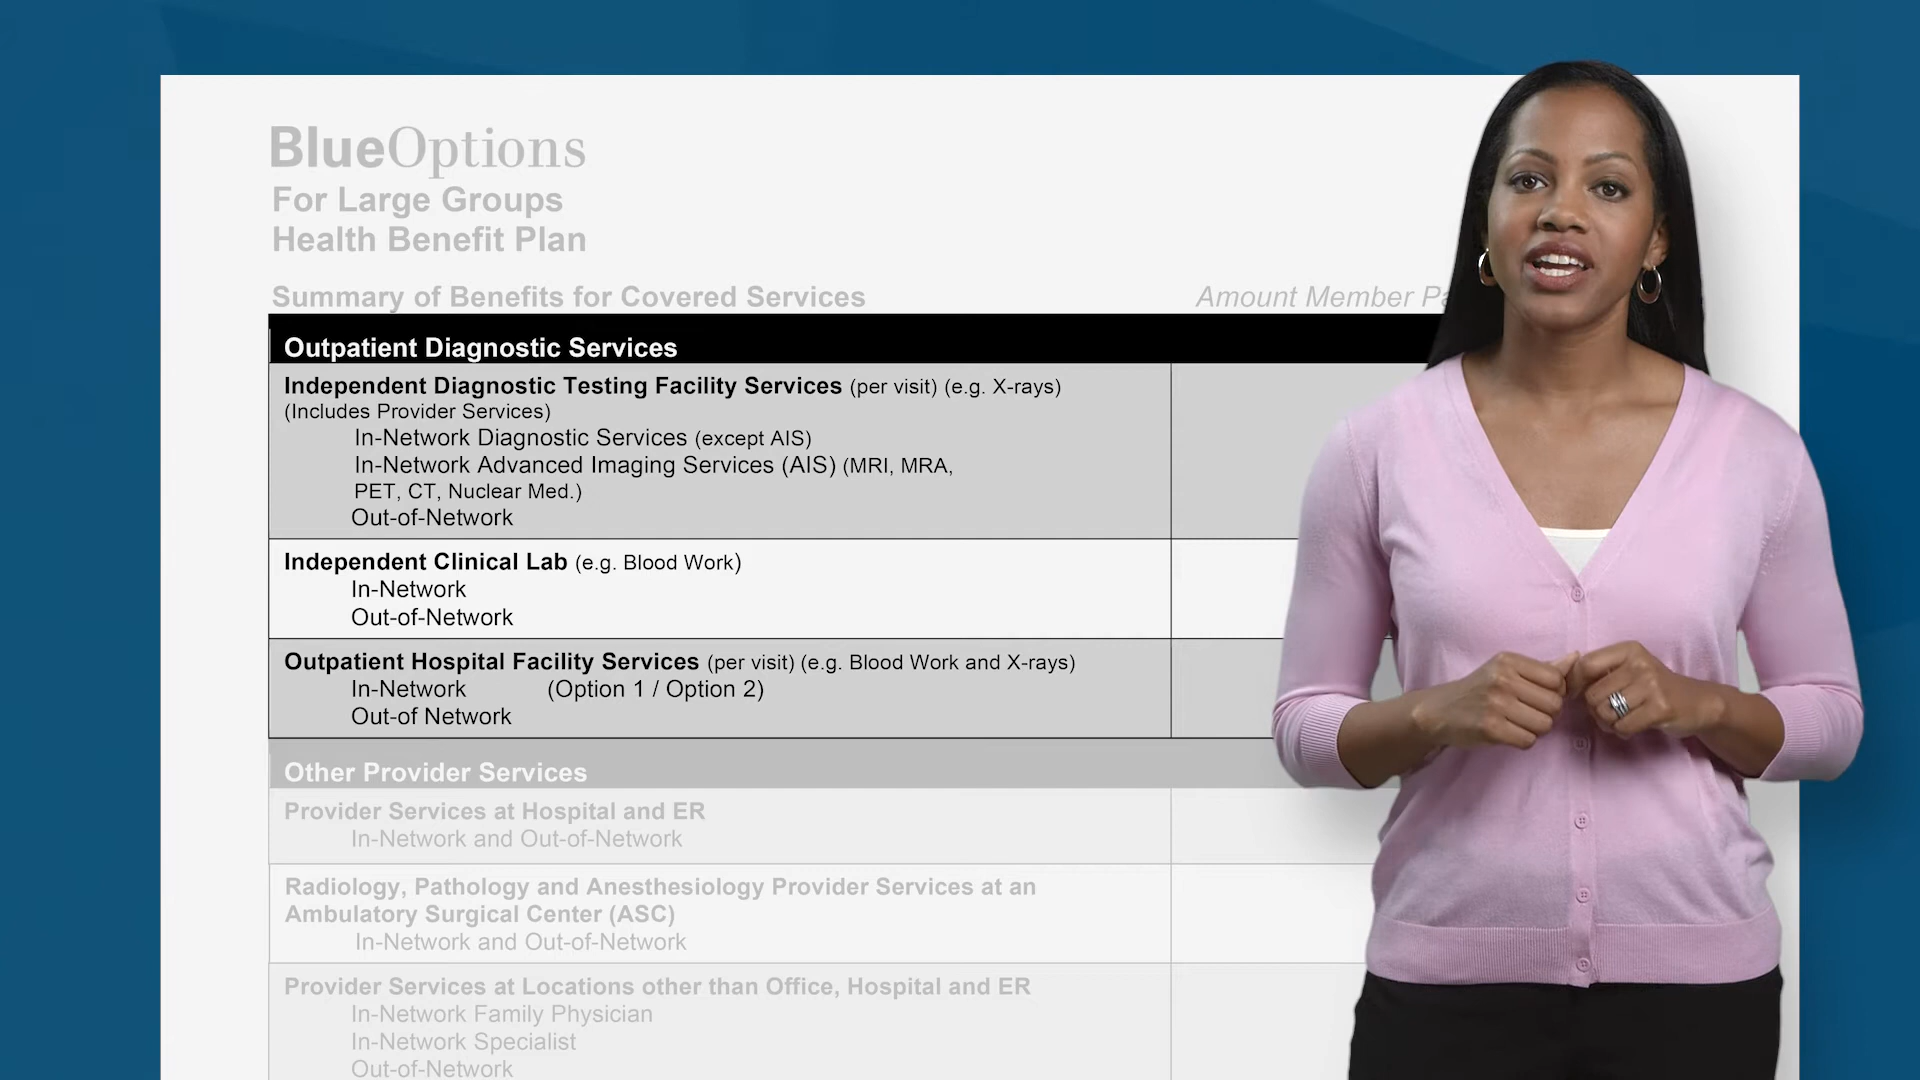 BlueOptions
For Large Groups
Health Benefit Plan
Summary of Benefits for Covered Services
Amount Member
Outpatient Diagnostic Services
Independent Diagnostic Testing Facility Services (per visit) (e.g. X-rays)
(Includes Provider Services)
In-Network Diagnostic Services (except AIS)
In-Network Advanced Imaging Services (AIS) (MRI, MRA,
PET, CT, Nuclear Med.)
Out-of-Network
Independent Clinical Lab (e.g. Blood Work)
In-Network
Out-of-Network
Outpatient Hospital Facility Services (per visit) (e.g. Blood Work and X-rays)
In-Network (Option 1 / Option 2)
Out-of Network
Other Provider Services
Provider Services at Hospital and ER
In-Network and Out-of-Network
Radiology, Pathology and Anesthesiology Provider Services at an
Ambulatory Surgical Center (ASC)
In-Network and Out-of-Network
Provider Services at Locations other than Office, Hospital and ER
In-Network Family Physician
In-Network Specialist
Out-of-Network